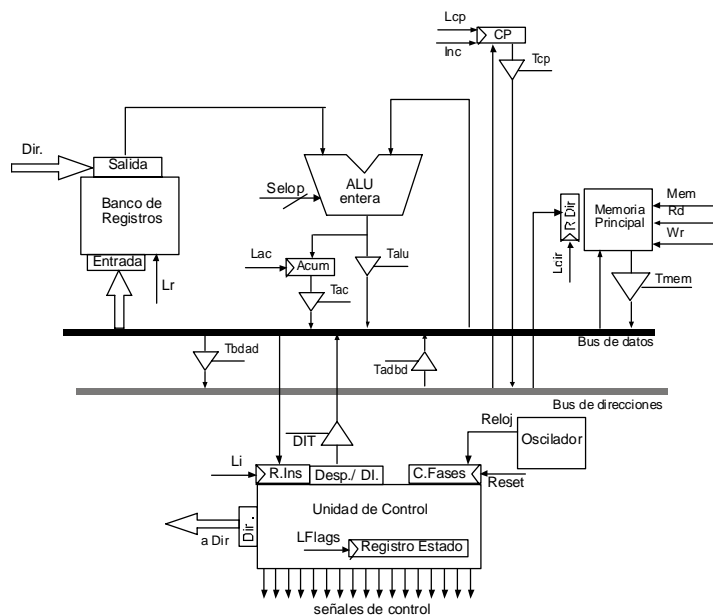 Lcp
CP
Inc
Tcp
Dir.
Salida
Banco de
Registros
Entrada
Lr
ALU
entera
Selop
Lac
Acum
Talu
Tac
R.Dir
Lcir
Memoria
Principal
Mem
Rd
Wr
Tmem
Bus de datos
Tbdad
Tadbd
Bus de direcciones
DIT
Reloj
Oscilador
Li
R.Ins
Desp./ DI.
C.Fases
Reset
Unidad de Control
Dir .
a Dir
LFlags
Registro Estado
señales de control